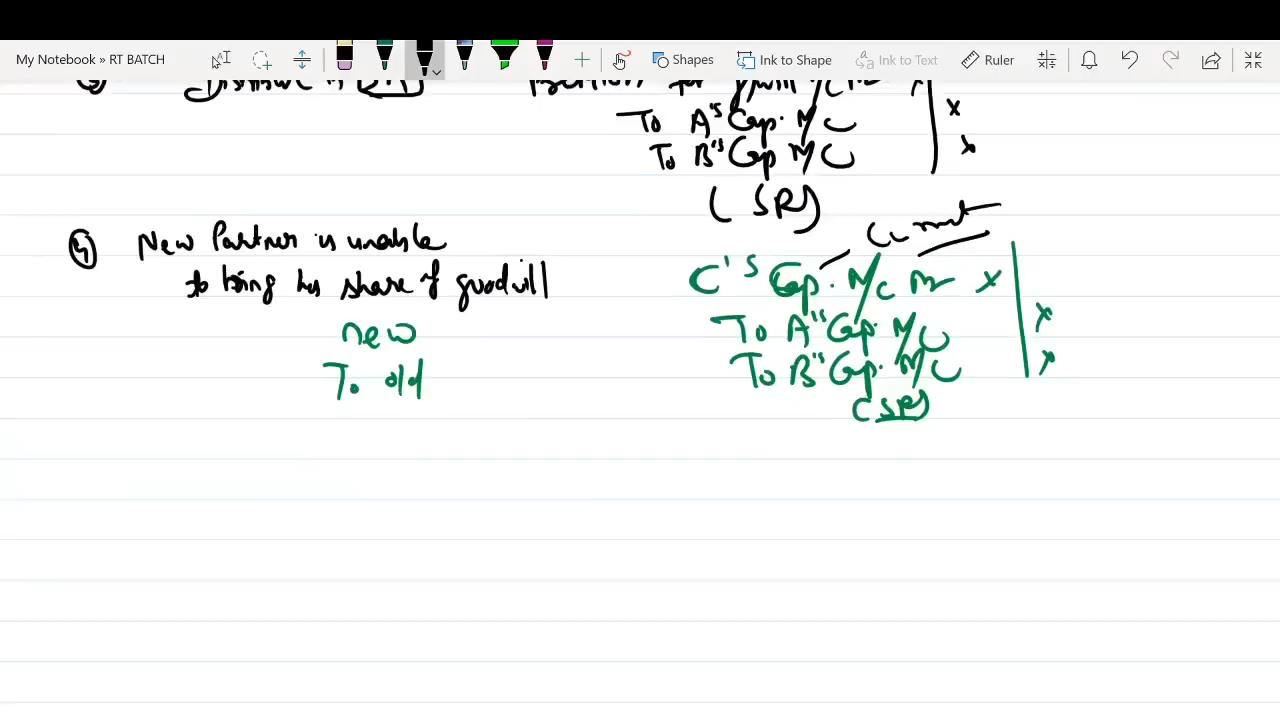 My Notebook » RT BATCH
Shapes Ink to Shape Ink to Text Ruler
To A's Cap. A/c x
To B's Cap A/c x
(SR)
④ New Partner is unable
to bring his share of goodwill
new
To old
Current
C's Cap. A/c Dr x
To A's Cap. A/c x
To B's Cap. A/c x
(SR)